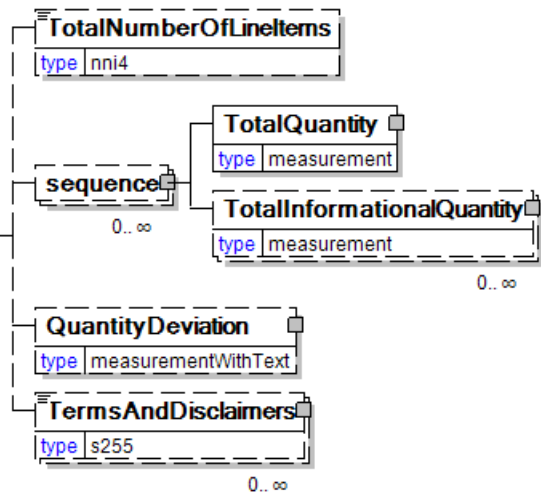 TotalNumberOfLineItems
type nni4
TotalQuantity
type measurement
sequence
0.. ∞
TotalInformationalQuantity
type measurement
0.. ∞
QuantityDeviation
type measurementWithText
TermsAndDisclaimers
type s255
0.. ∞